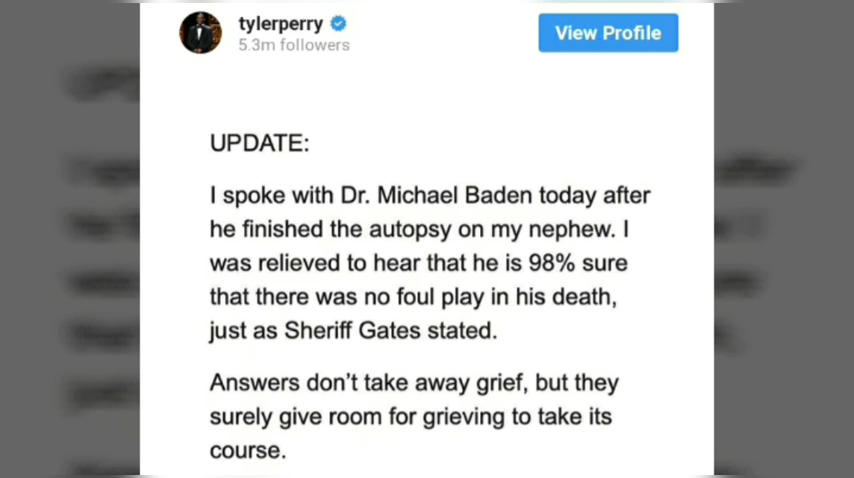 tylerperry
5.3m followers
View Profile
UPDATE:
I spoke with Dr. Michael Baden today after
he finished the autopsy on my nephew. I
was relieved to hear that he is 98% sure
that there was no foul play in his death,
just as Sheriff Gates stated.
Answers don’t take away grief, but they
surely give room for grieving to take its
course.